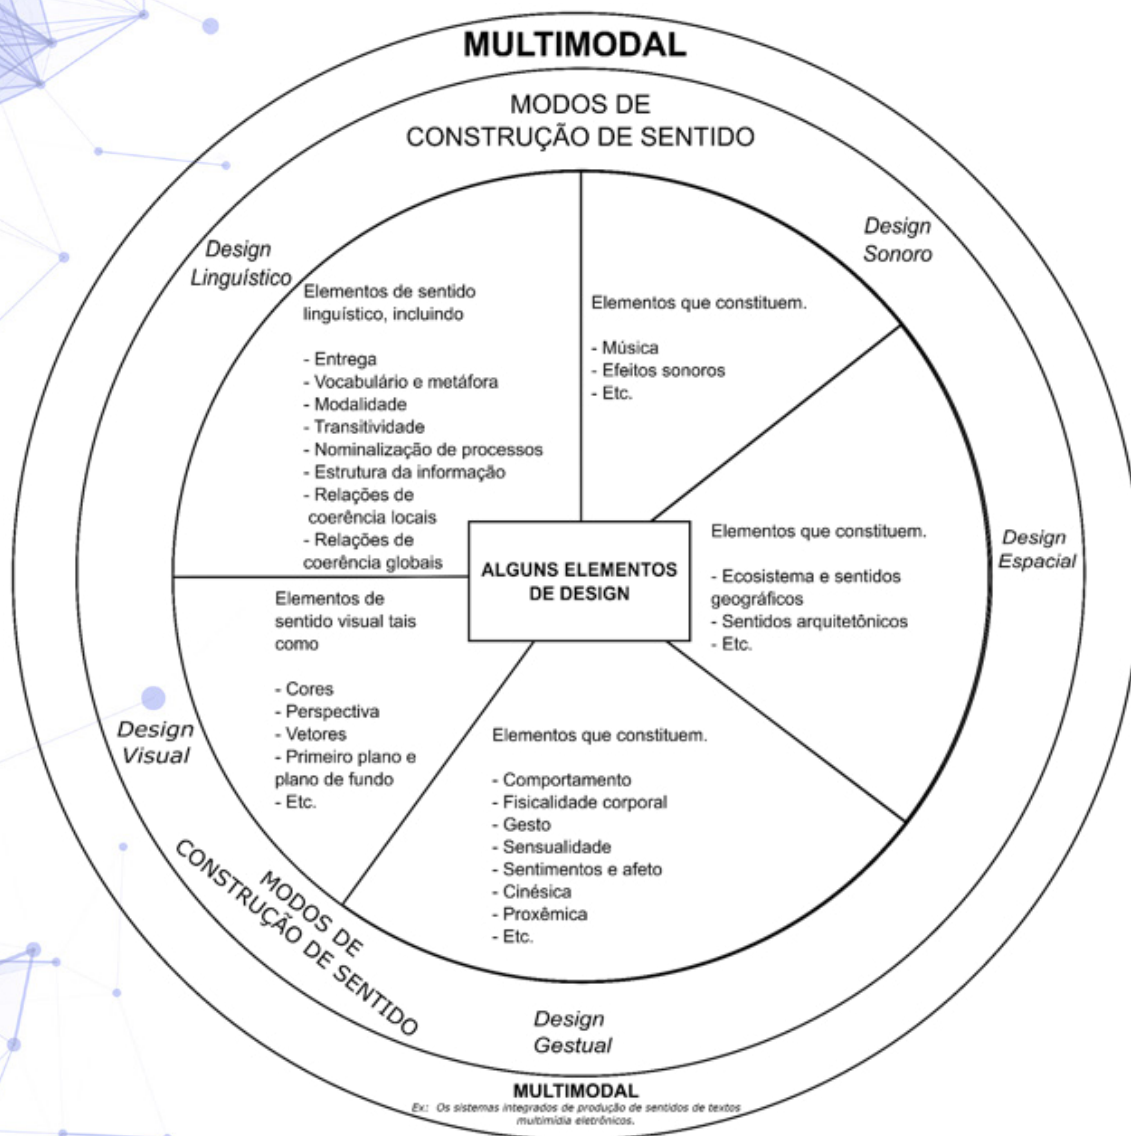 MULTIMODAL
MODOS DE
CONSTRUÇÃO DE SENTIDO
Design
Linguístico
Elementos de sentido
linguístico, incluindo
- Entrega
- Vocabulário e metáfora
- Modalidade
- Transitividade
- Nominalização de processos
- Estrutura da informação
- Relações de
coerência locais
- Relações de
coerência globais
Design
Sonoro
Elementos que constituem.
- Música
- Efeitos sonoros
- Etc.
Design
Espacial
Elementos que constituem.
- Ecosistema e sentidos
geográficos
- Sentidos arquitetônicos
- Etc.
ALGUNS ELEMENTOS
DE DESIGN
Design
Visual
Elementos de
sentido visual tais
como
- Cores
- Perspectiva
- Vetores
- Primeiro plano e
plano de fundo
- Etc.
Elementos que constituem.
- Comportamento
- Fisicalidade corporal
- Gesto
- Sensualidade
- Sentimentos e afeto
- Cinésica
- Proxêmica
- Etc.
Design
Gestual
MODOS DE
CONSTRUÇÃO DE SENTIDO
MULTIMODAL
Ex.: Os sistemas integrados de produção de sentidos de textos
multimídia eletrônicos.